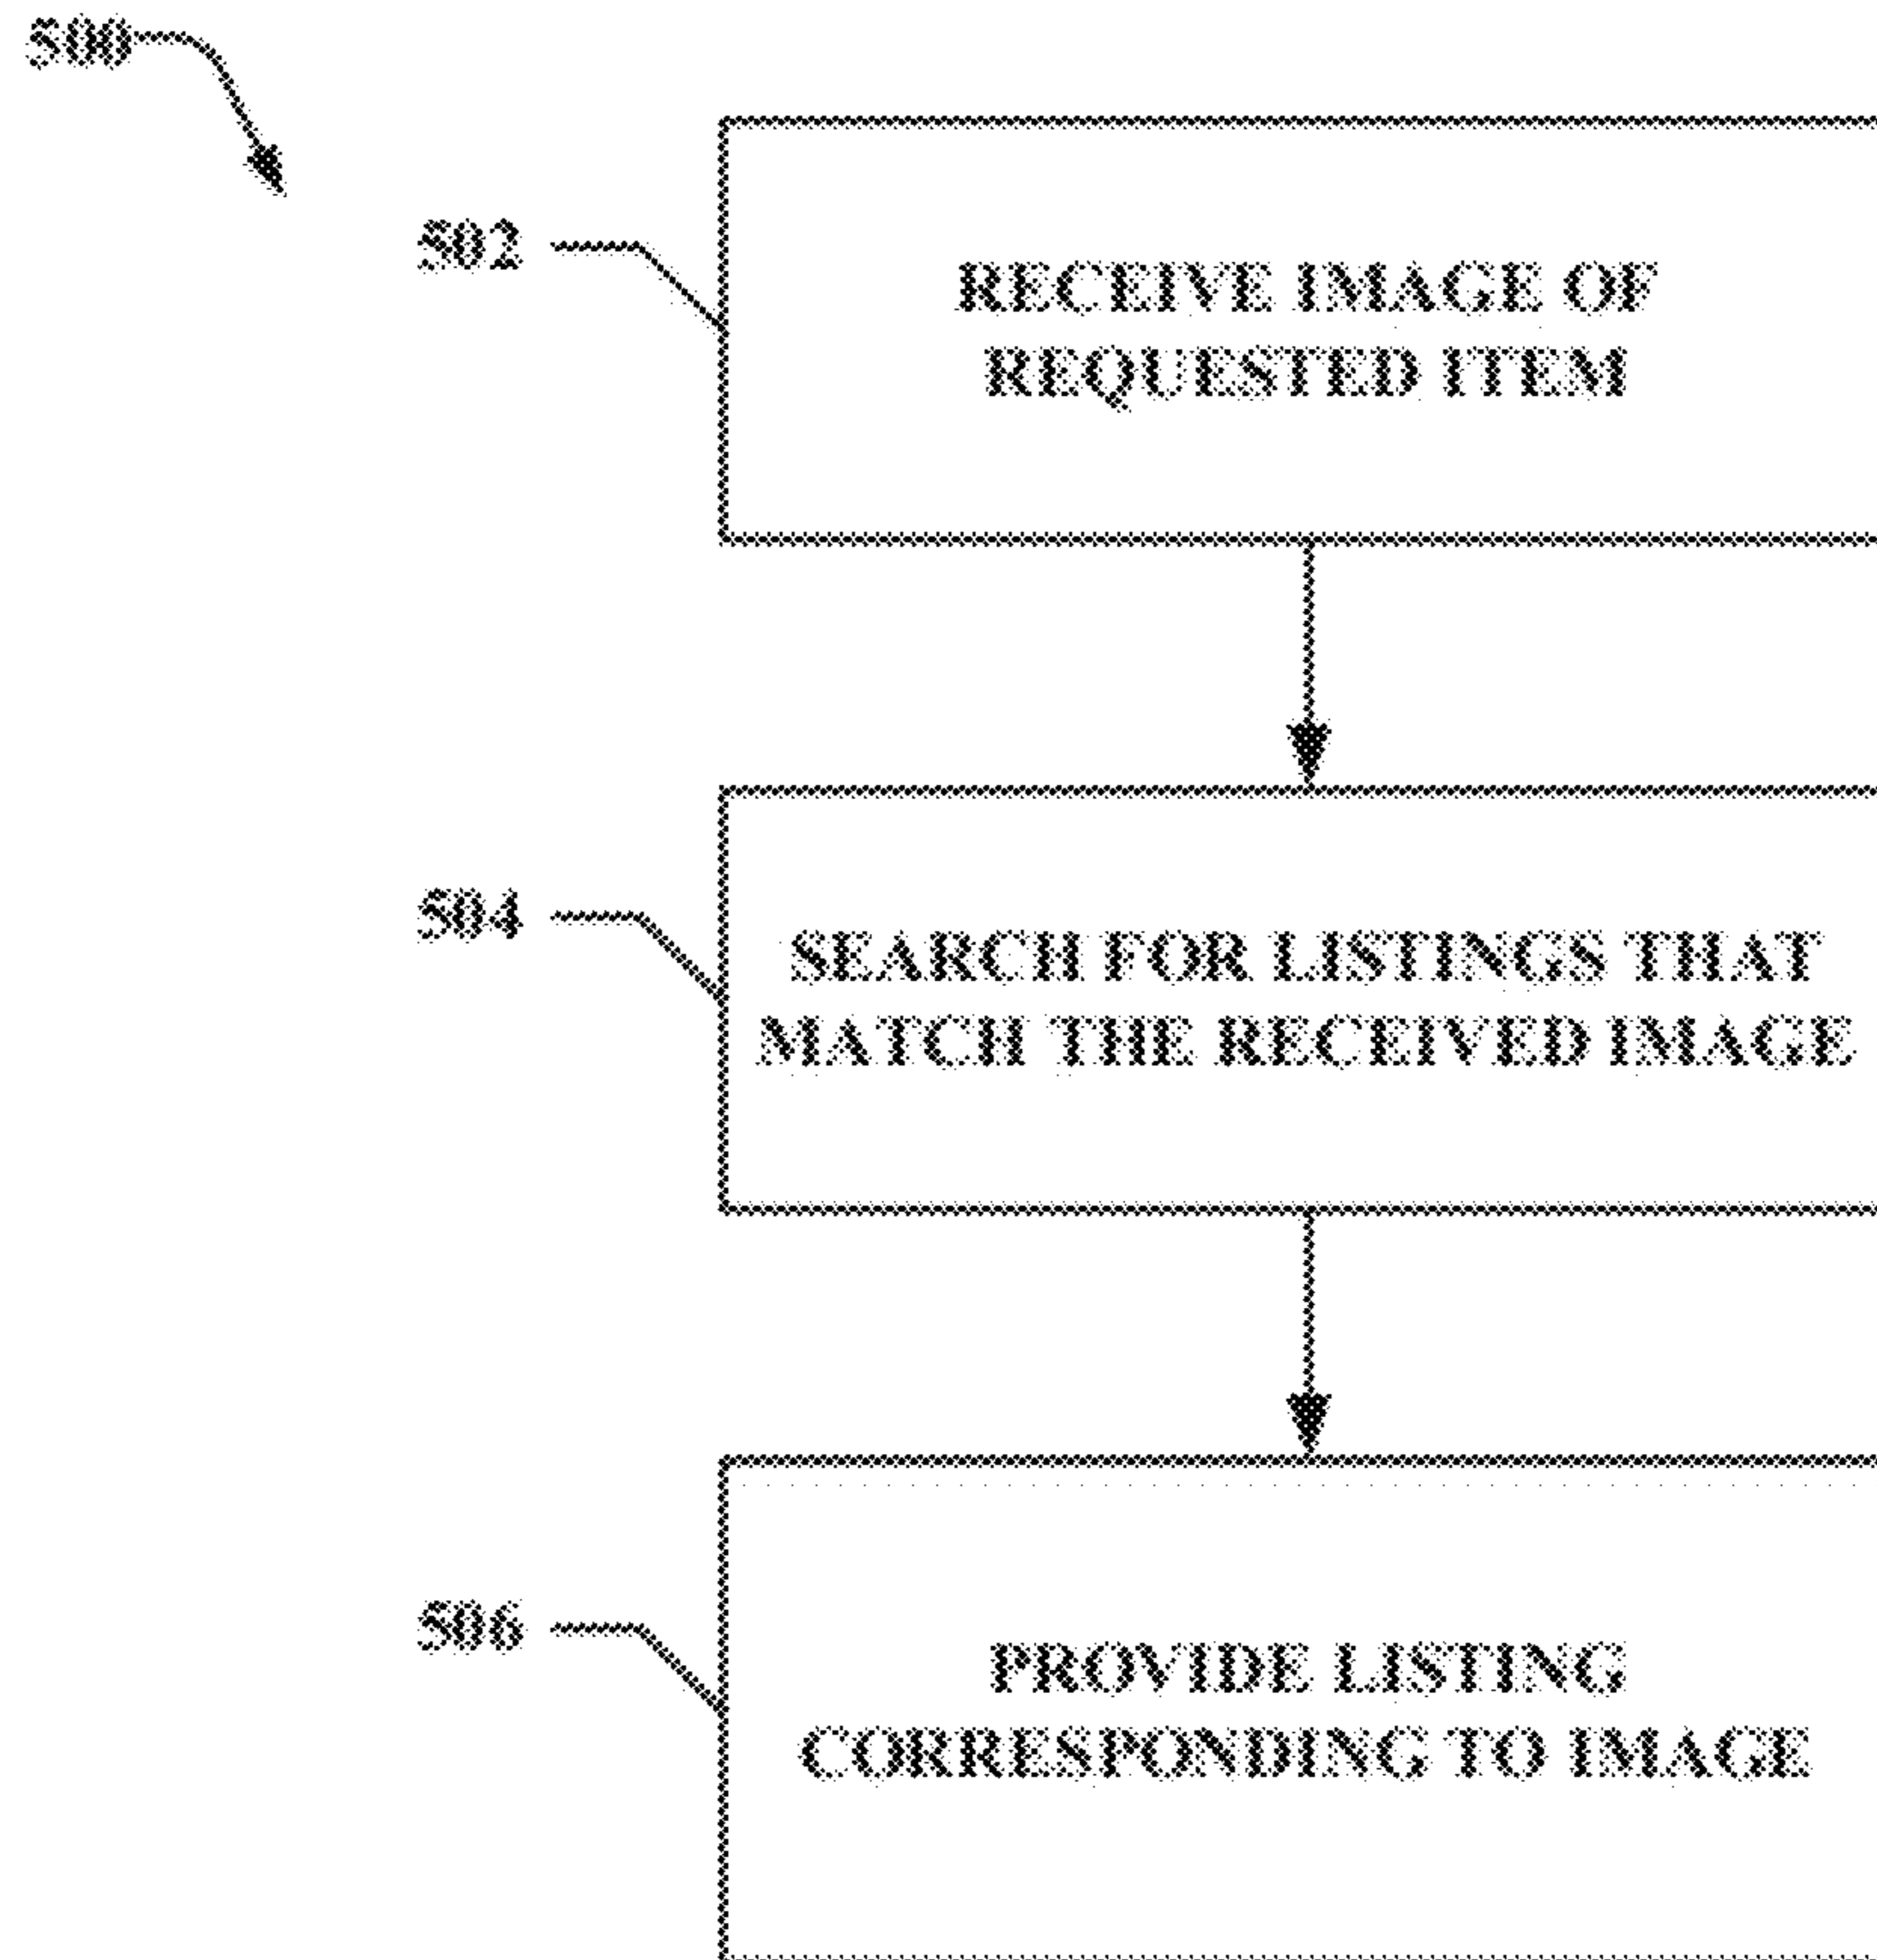 500
502
RECEIVE IMAGE OF
REQUESTED ITEM
504
SEARCH FOR LISTINGS THAT
MATCH THE RECEIVED IMAGE
506
PROVIDE LISTING
CORRESPONDING TO IMAGE